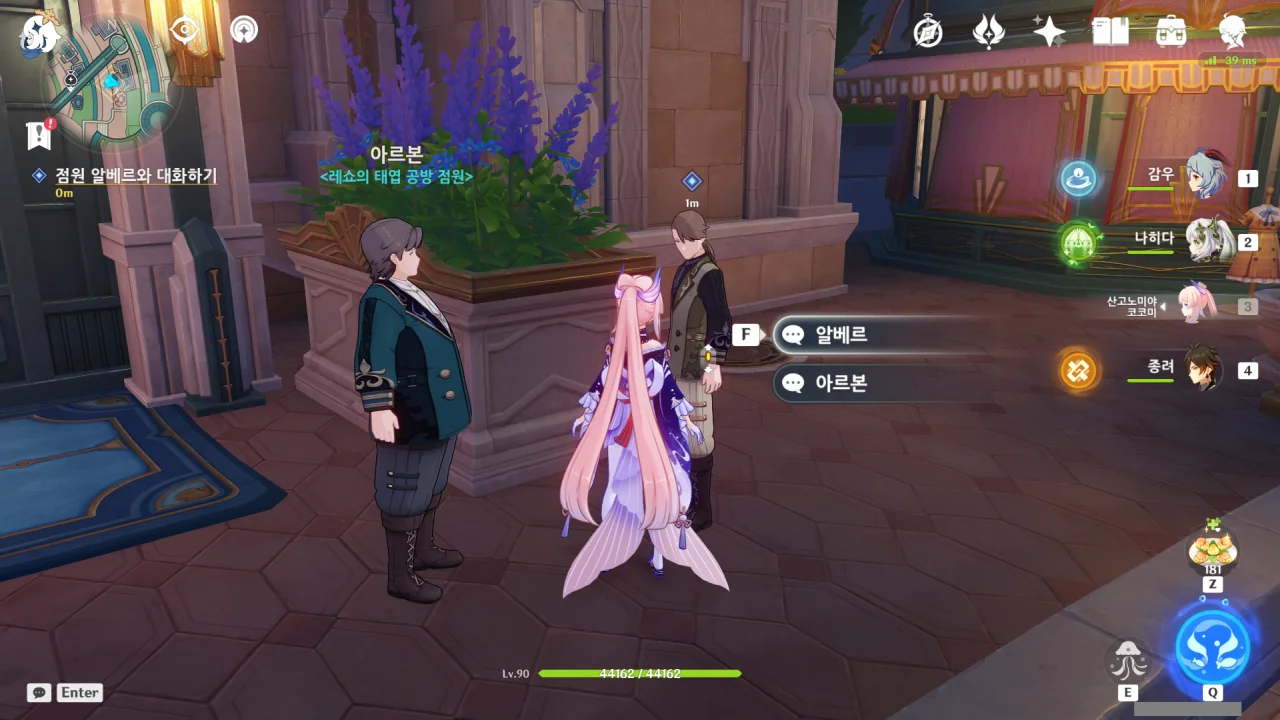 39 ms
점원 알베르와 대화하기
0m
아르본
<레쇼의 태엽 공방 점원>
1m
감우
1
나히다
2
산고노미야
코코미
3
종려
4
F
알베르
아르본
181
Z
E
Q
Lv.90
44162 / 44162
Enter